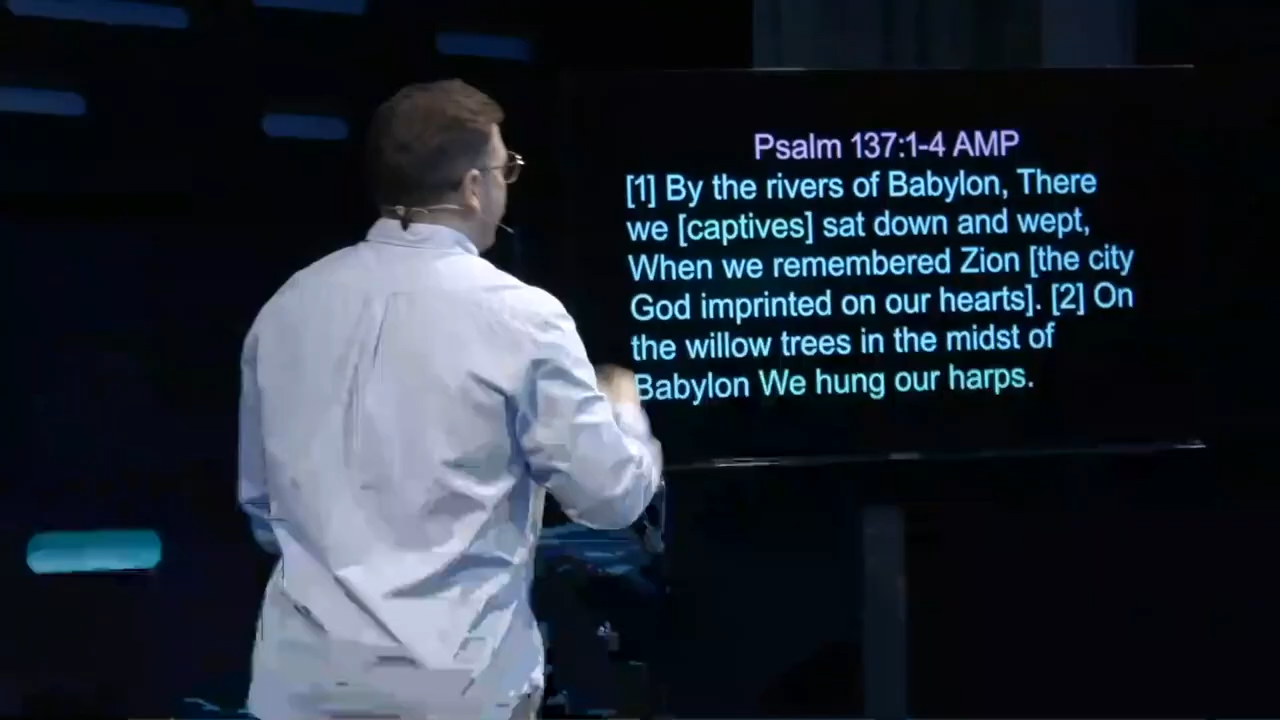 Psalm 137:1-4 AMP
[1] By the rivers of Babylon, There
we [captives] sat down and wept,
When we remembered Zion [the city
God imprinted on our hearts]. [2] On
the willow trees in the midst of
Babylon We hung our harps.